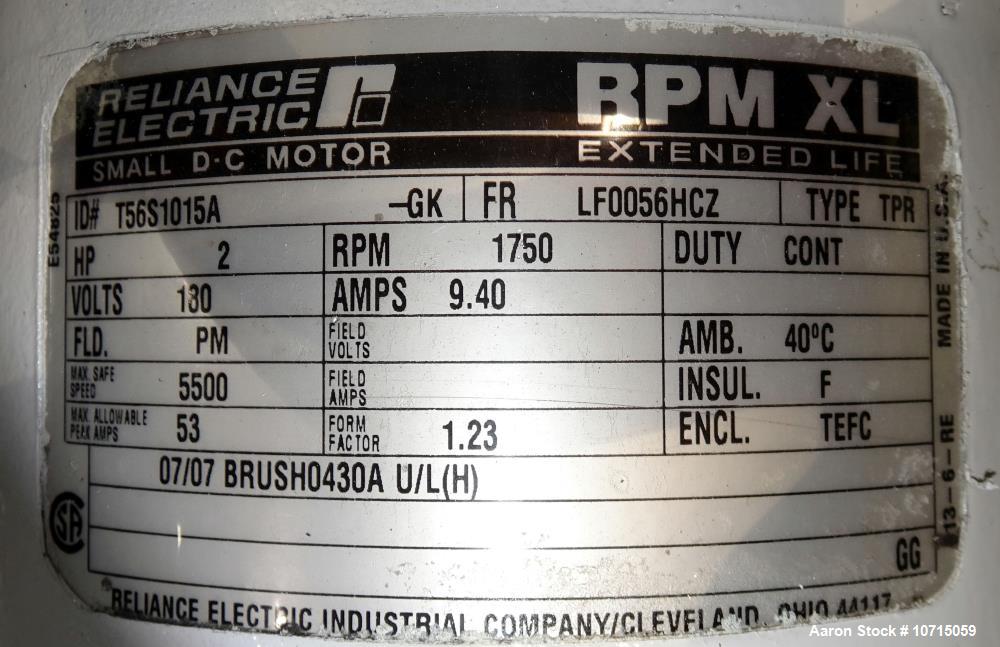 RELIANCE ELECTRIC
RPM XL
SMALL D·C MOTOR
EXTENDED LIFE
ID# T56S1015A -GK FR LF0056HCZ TYPE TPR
HP 2 RPM 1750 DUTY CONT
VOLTS 180 AMPS 9.40
FLD. PM FIELD VOLTS AMB. 40ºC
MAX. SAFE SPEED 5500 FIELD AMPS INSUL. F
MAX. ALLOWABLE PEAK AMPS 53 FORM FACTOR 1.23 ENCL. TEFC
07/07 BRUSH0430A U/L(H)
GG
RELIANCE ELECTRIC INDUSTRIAL COMPANY/CLEVELAND, OHIO 44117
E54825
SA
MADE IN U.S.A.
13-6-RE
Aaron Stock # 10715059